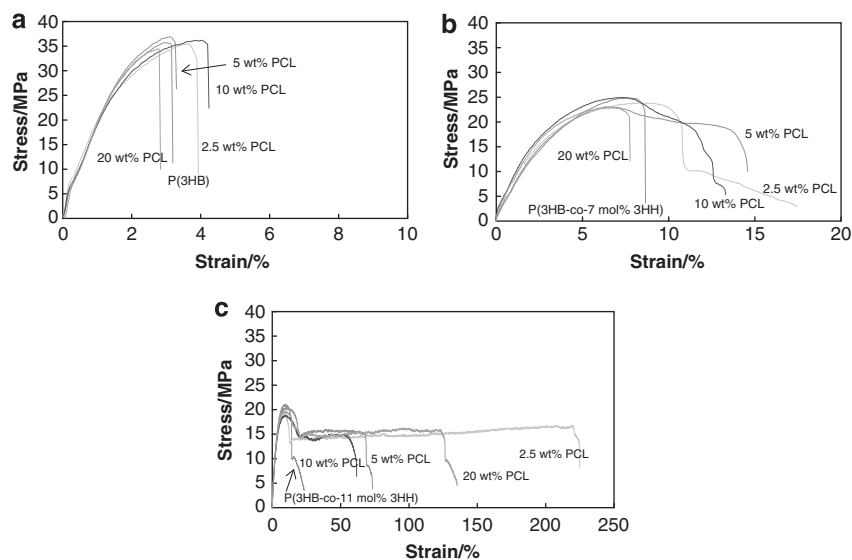 a
40
35
30
25
20
15
10
5
0
Stress/MPa
5 wt% PCL
10 wt% PCL
2.5 wt% PCL
20 wt% PCL
P(3HB)
0 2 4 6 8 10
Strain/%
b
40
35
30
25
20
15
10
5
0
Stress/MPa
5 wt% PCL
20 wt% PCL
2.5 wt% PCL
10 wt% PCL
P(3HB-co-7 mol% 3HH)
0 5 10 15 20
Strain/%
c
40
35
30
25
20
15
10
5
0
Stress/MPa
10 wt% PCL
5 wt% PCL
20 wt% PCL
2.5 wt% PCL
P(3HB-co-11 mol% 3HH)
0 50 100 150 200 250
Strain/%